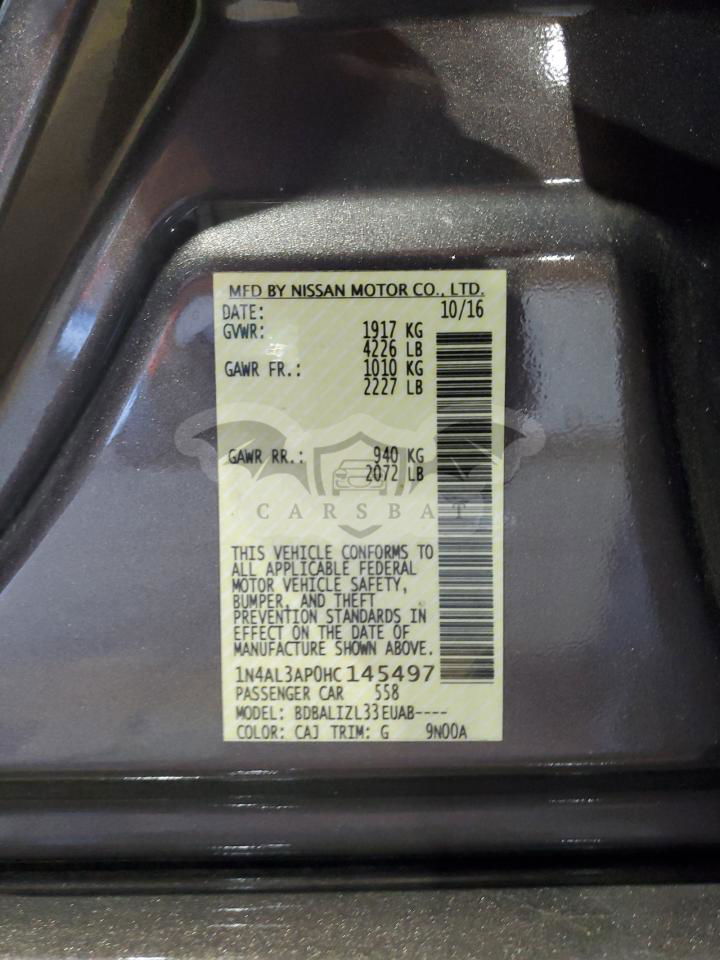 MFD BY NISSAN MOTOR CO., LTD.
DATE: 10/16
GVWR: 1917 KG
4226 LB
GAWR FR.: 1010 KG
2227 LB
GAWR RR.: 940 KG
2072 LB
CARSBAT
THIS VEHICLE CONFORMS TO
ALL APPLICABLE FEDERAL
MOTOR VEHICLE SAFETY,
BUMPER, AND THEFT
PREVENTION STANDARDS IN
EFFECT ON THE DATE OF
MANUFACTURE SHOWN ABOVE.
1N4AL3AP0HC145497
PASSENGER CAR 558
MODEL: BDBALIZL33EUAB----
COLOR: CAJ TRIM: G 9N00A